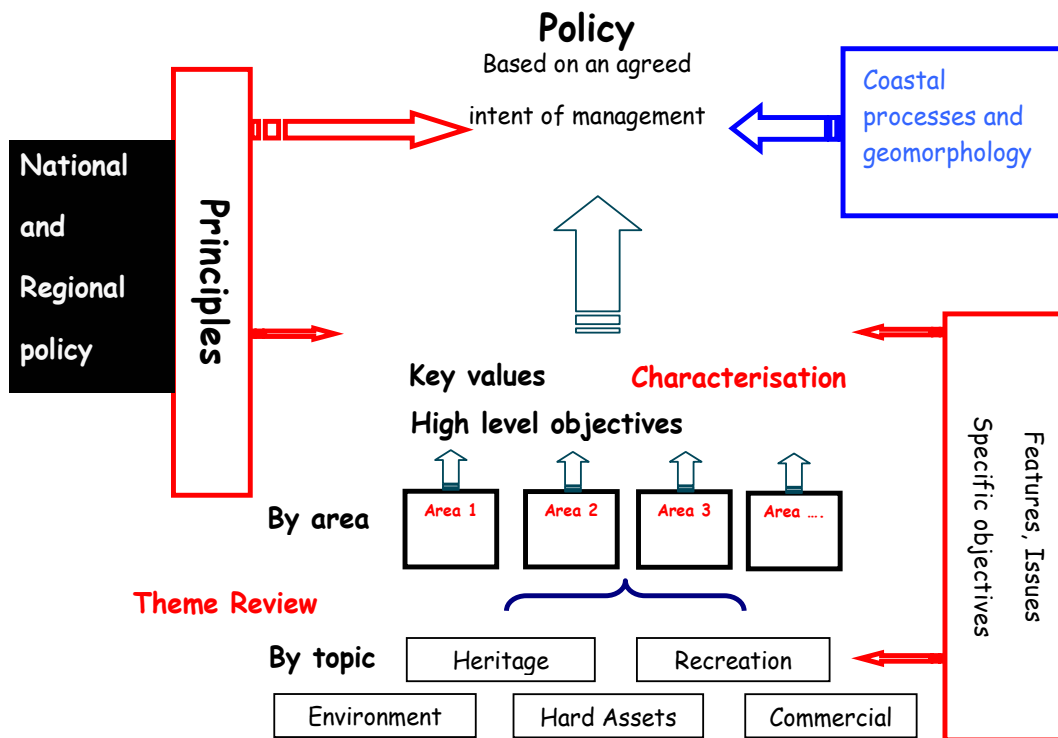 Policy
Based on an agreed
intent of management
Coastal
processes and
geomorphology
National
and
Regional
policy
Principles
Key values
Characterisation
High level objectives
By area
Area 1
Area 2
Area 3
Area ….
Features, Issues
Specific objectives
Theme Review
By topic
Heritage
Recreation
Environment
Hard Assets
Commercial